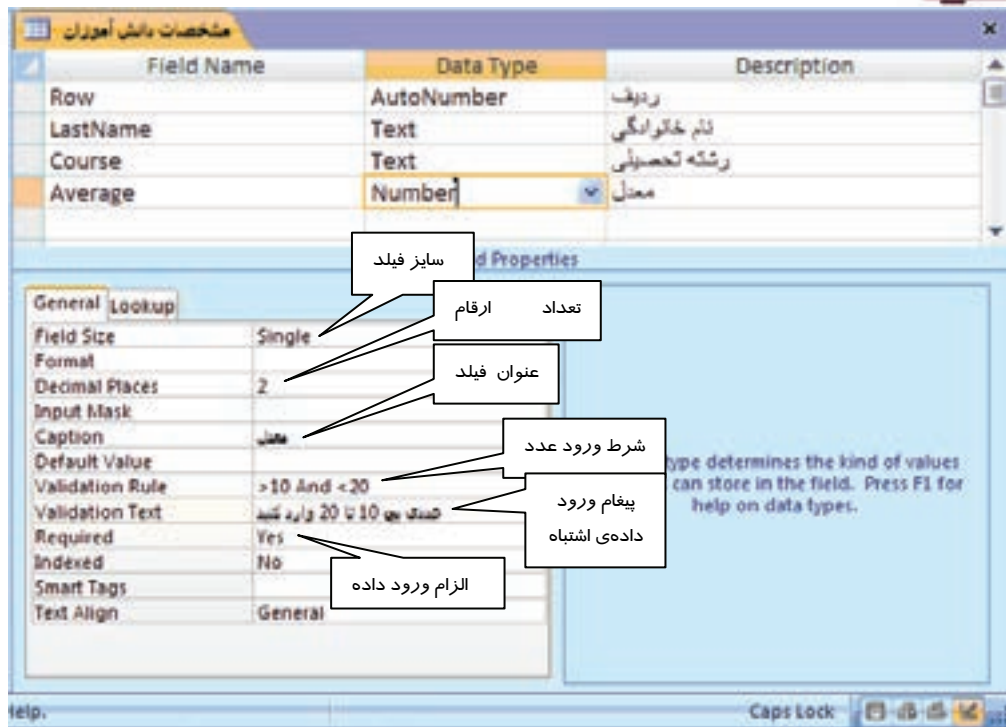 مشخصات دانش آموزان
Field Name Data Type Description
Row AutoNumber ردیف
LastName Text نام خانوادگی
Course Text رشته تحصیلی
Average Number معدل
d Properties
سایز فیلد
General Lookup
تعداد ارقام
Field Size Single
Format
عنوان فیلد
Decimal Places 2
Input Mask
Caption معدل
شرط ورود عدد
Default Value
Validation Rule >10 And <20
Validation Text عددی بین 10 تا 20 وارد کنید
پیغام ورود
داده‌ی اشتباه
Required Yes
Indexed No
الزام ورود داده
Smart Tags
Text Align General
ype determines the kind of values
can store in the field. Press F1 for
help on data types.
Help. Caps Lock